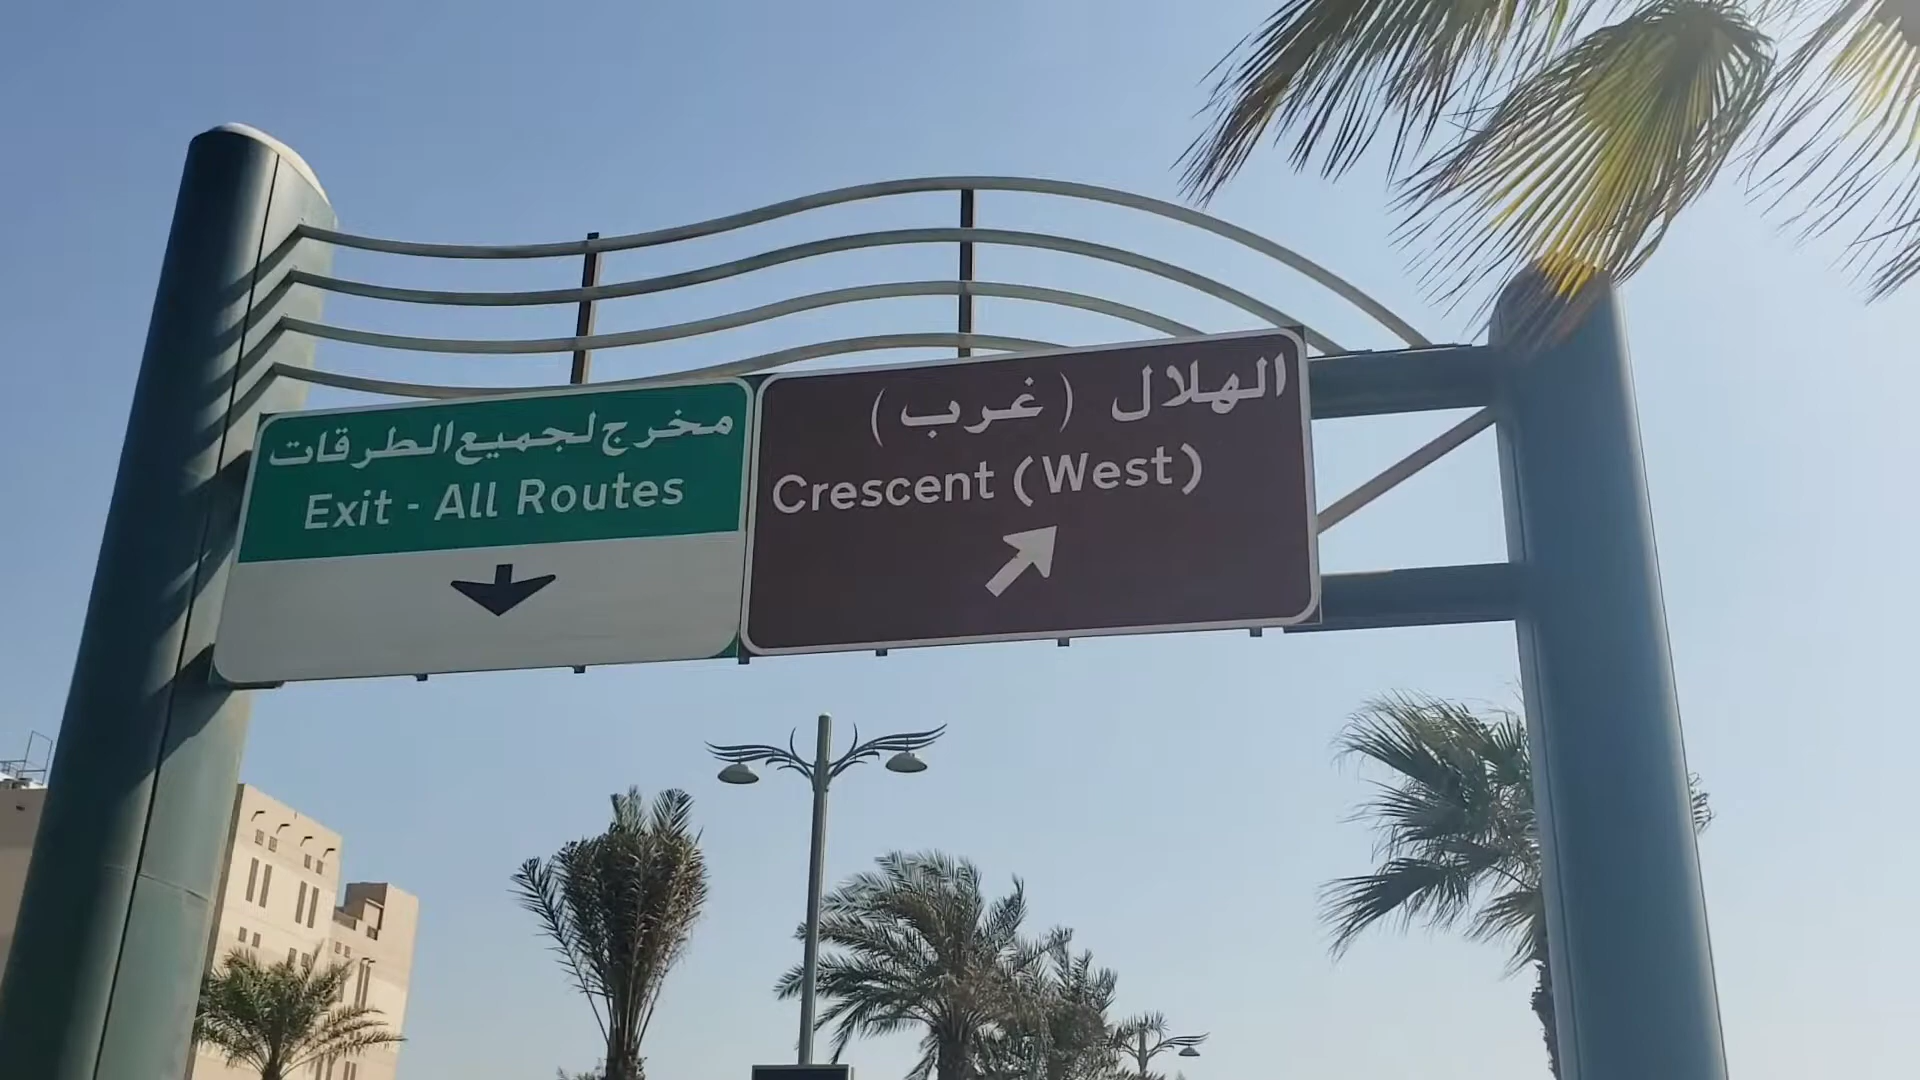 مخرج لجميع الطرقات
Exit - All Routes
الهلال (غرب)
Crescent (West)